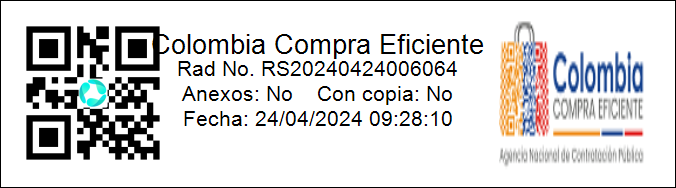 Colombia Compra Eficiente
Rad No. RS20240424006064
Anexos: No Con copia: No
Fecha: 24/04/2024 09:28:10
Colombia
COMPRA EFICIENTE
Agencia Nacional de Contratación Pública